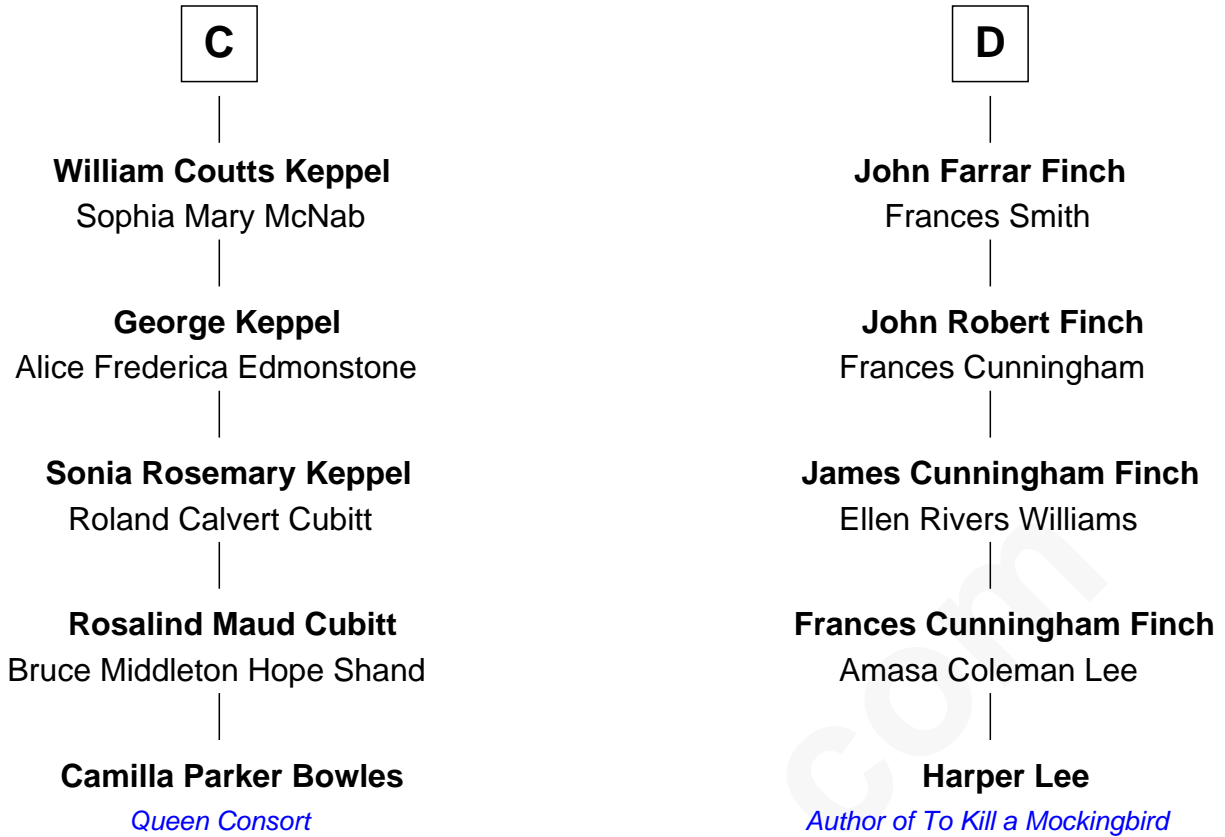 C
William Coutts Keppel
Sophia Mary McNab
George Keppel
Alice Frederica Edmonstone
Sonia Rosemary Keppel
Roland Calvert Cubitt
Rosalind Maud Cubitt
Bruce Middleton Hope Shand
Camilla Parker Bowles
Queen Consort
D
John Farrar Finch
Frances Smith
John Robert Finch
Frances Cunningham
James Cunningham Finch
Ellen Rivers Williams
Frances Cunningham Finch
Amasa Coleman Lee
Harper Lee
Author of To Kill a Mockingbird
com